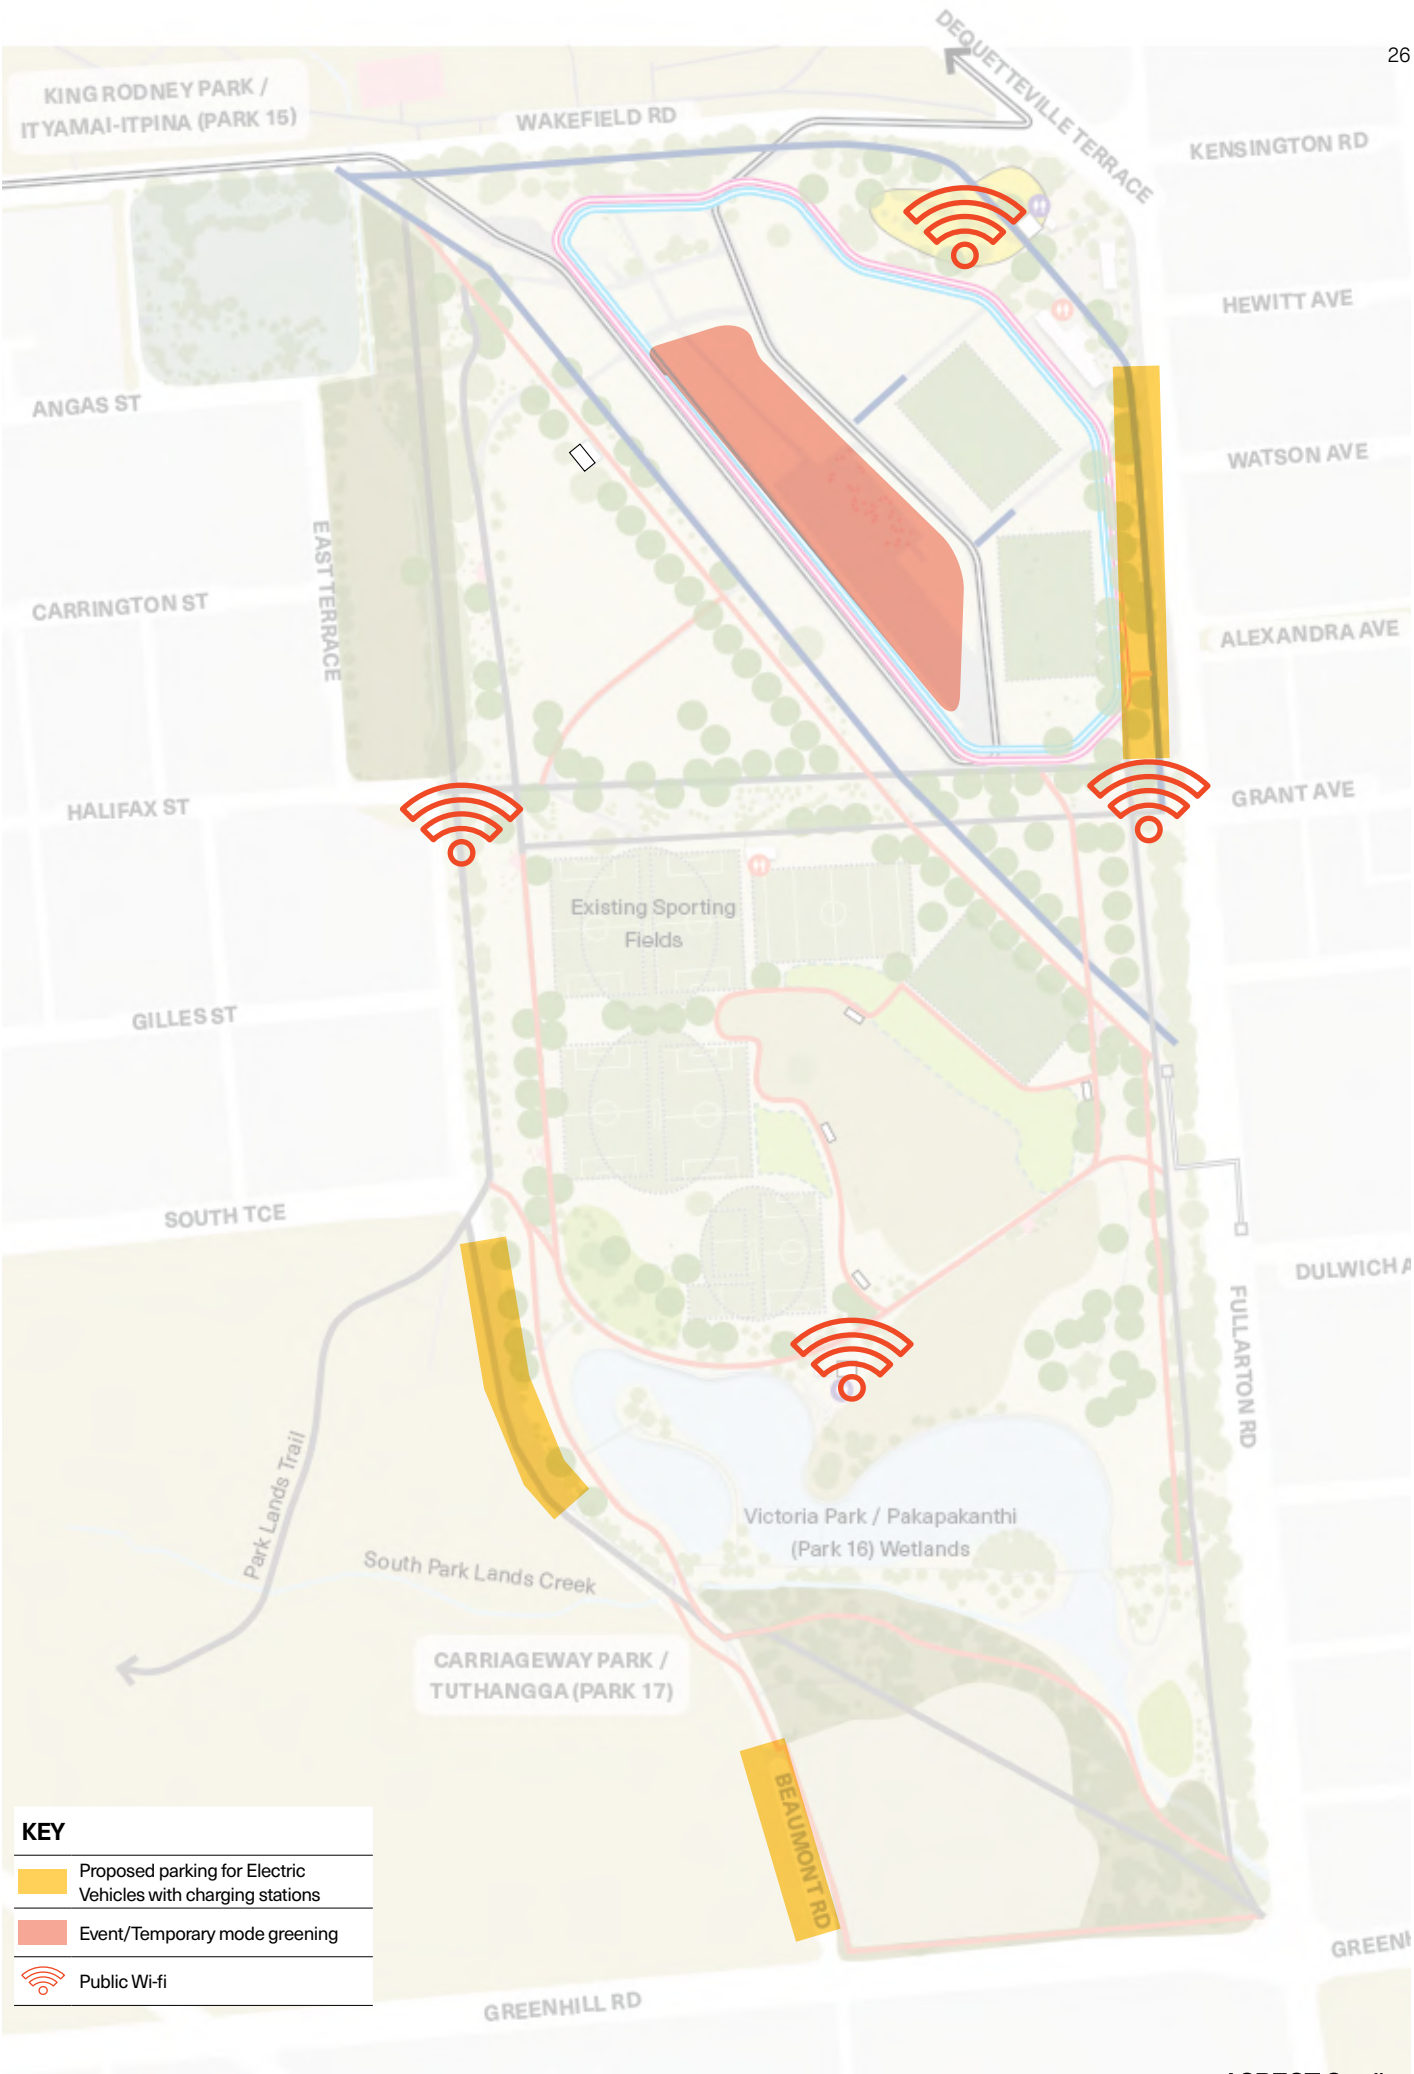 26
DEQUETTEVILLE TERRACE
KING RODNEY PARK /
ITYAMAI-ITPINA (PARK 15)
WAKEFIELD RD
KENSINGTON RD
HEWITT AVE
ANGAS ST
WATSON AVE
EAST TERRACE
CARRINGTON ST
ALEXANDRA AVE
HALIFAX ST
GRANT AVE
Existing Sporting
Fields
GILLES ST
SOUTH TCE
DULWICH A
FULLARTON RD
Park Lands Trail
Victoria Park / Pakapakanthi
(Park 16) Wetlands
South Park Lands Creek
CARRIAGEWAY PARK /
TUTHANGGA (PARK 17)
BEAUMONT RD
KEY
Proposed parking for Electric
Vehicles with charging stations
Event/Temporary mode greening
Public Wi-fi
GREENH
GREENHILL RD